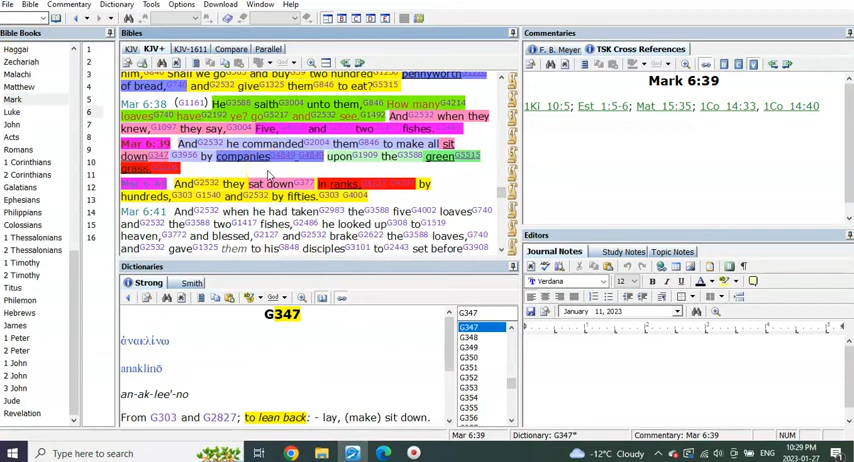 File View Bible Commentary Dictionary Tools Options Download Window Help
Bible Books
Haggai
Zechariah
Malachi
Matthew
Mark
Luke
John
Acts
Romans
1 Corinthians
2 Corinthians
Galatians
Ephesians
Philippians
Colossians
1 Thessalonians
2 Thessalonians
1 Timothy
2 Timothy
Titus
Philemon
Hebrews
James
1 Peter
2 Peter
1 John
2 John
3 John
Jude
Revelation
1
2
3
4
5
6
7
8
9
10
11
12
13
14
15
16
Bibles
KJV KJV+ KJV-1611 Compare Parallel
him,G846 Shall we go and buy two hundred pennyworth
of bread,G740 and G2532 give G1325 them G846 to eat?G5315
Mar 6:38 (G1161) He G3588 saith G3004 unto them,G846 How many G4214
loaves G740 have G2192 ye? go G5217 and G2532 see.G1492 And G2532 when they
knew,G1097 they say,G3004 Five, and two fishes.
Mar 6:39 And G2532 he commanded G2004 them G846 to make all sit
down G347 G3956 by companies G4849 G4849 upon G1909 the G3588 green G5515
grass.
And G2532 they sat down G377 in ranks, by
hundreds,G303 G1540 and G2532 by fifties.G303 G4004
Mar 6:41 And G2532 when he had taken G2983 the G3588 five G4002 loaves G740
and G2532 the G3588 two G1417 fishes,G2486 he looked up G308 to G1519
heaven,G3772 and blessed,G2127 and G2532 brake G2622 the G3588 loaves,G740
and G2532 gave G1325 them to his G848 disciples G3101 to G2443 set before G3908
Dictionaries
Strong Smith
G347
ἀνακλίνω
anaklinō
an-ak-lee'-no
From G303 and G2827; to lean back: - lay, (make) sit down.
G347
G347
G348
G349
G350
G351
G352
G353
G354
G355
G356
Commentaries
F. B. Meyer TSK Cross References
Mark 6:39
1Ki 10:5; Est 1:5-6; Mat 15:35; 1Co 14:33, 1Co 14:40
Editors
Journal Notes Study Notes Topic Notes
Verdana 12 B I U
January 11, 2023
Mar 6:39 Dictionary: G347* Commentary: Mar 6:39 NUM
Type here to search
-12°C Cloudy ENG 10:29 PM 2023-01-27